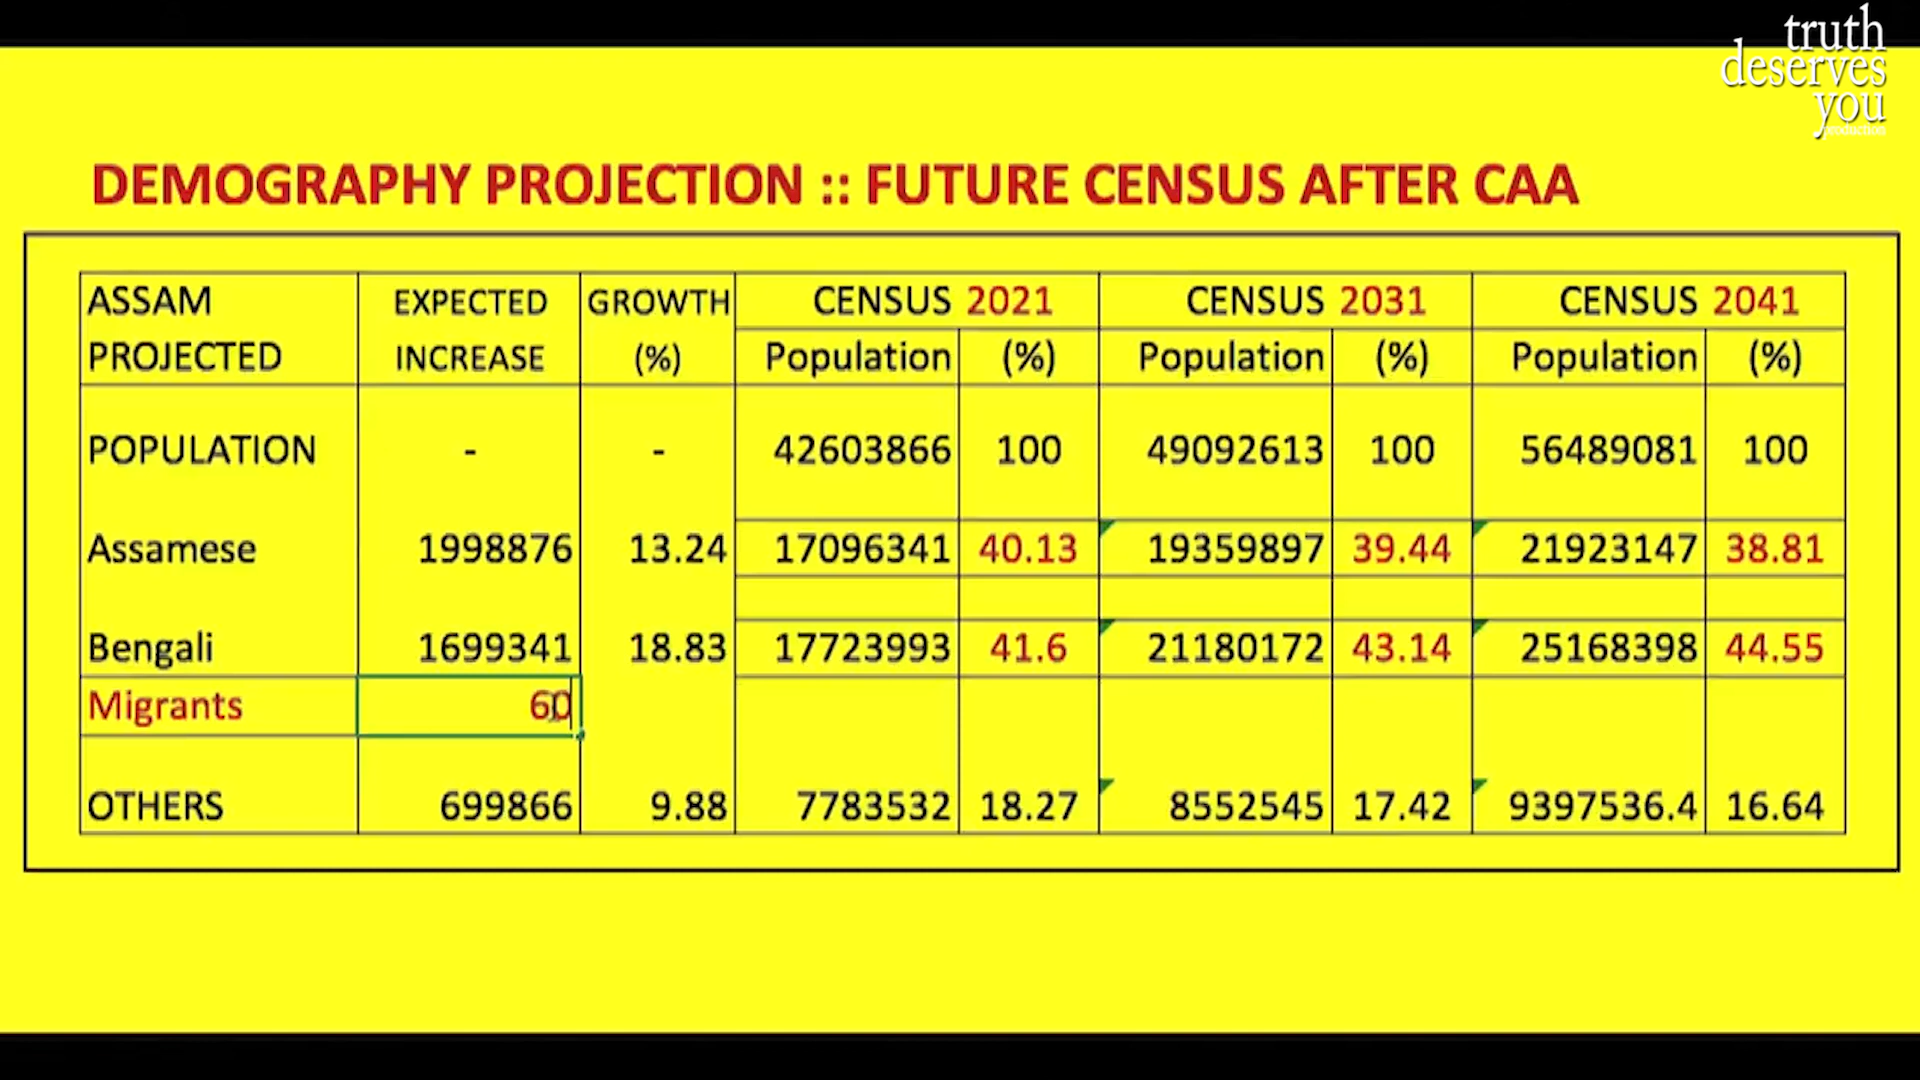 truth
deserves
you
production
DEMOGRAPHY PROJECTION :: FUTURE CENSUS AFTER CAA
ASSAM EXPECTED GROWTH CENSUS 2021 CENSUS 2031 CENSUS 2041
PROJECTED INCREASE (%) Population (%) Population (%) Population (%)
POPULATION - - 42603866 100 49092613 100 56489081 100
Assamese 1998876 13.24 17096341 40.13 19359897 39.44 21923147 38.81
Bengali 1699341 18.83 17723993 41.6 21180172 43.14 25168398 44.55
Migrants 60
OTHERS 699866 9.88 7783532 18.27 8552545 17.42 9397536.4 16.64